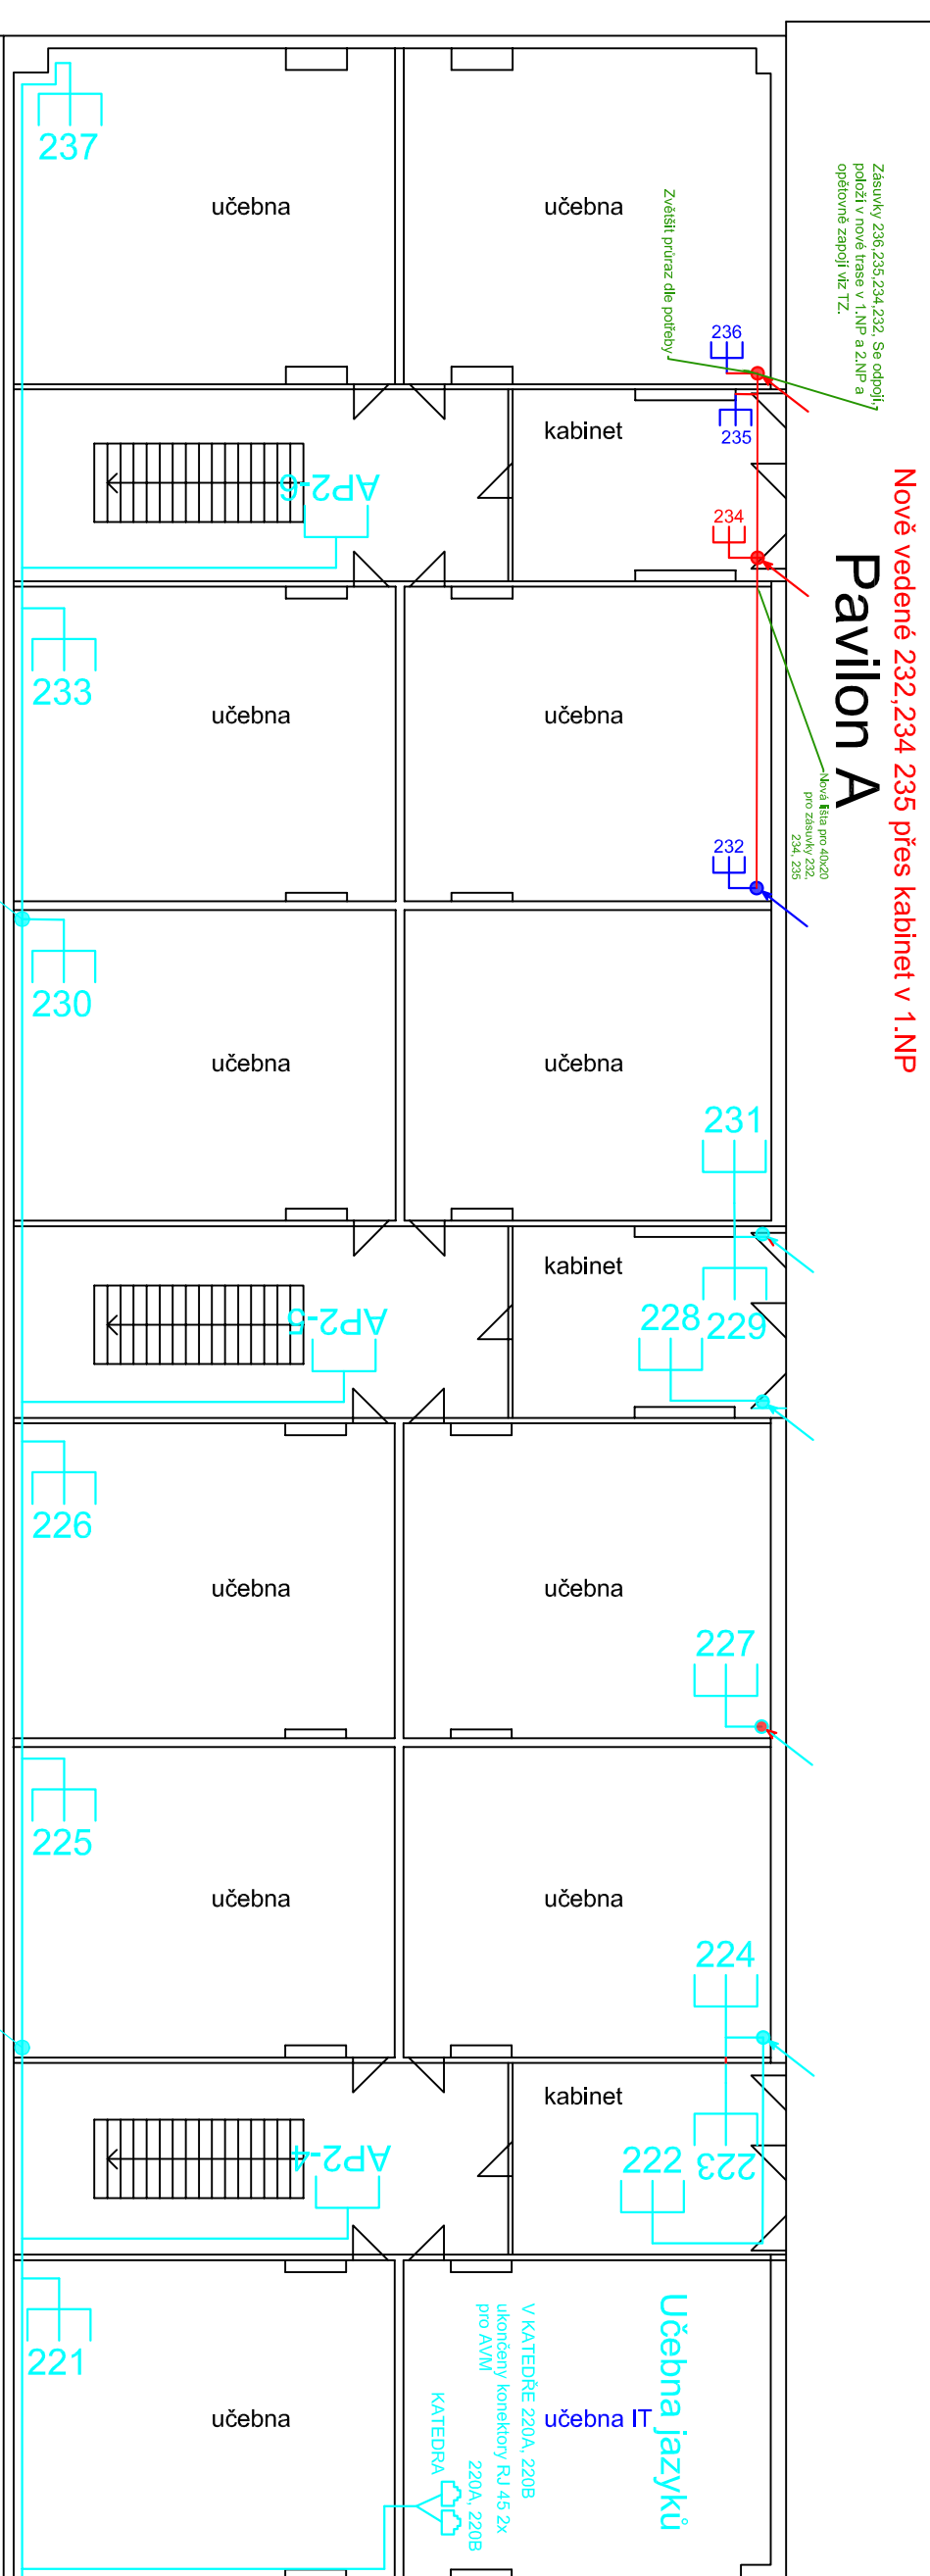 Zásuvky 236,235,234,232, Se odpojí,
položí v nové trase v 1.NP a 2.NP a
opětovně zapojí viz TZ.
Nově vedené 232,234 235 přes kabinet v 1.NP
Pavilon A
237
učebna
učebna
Zvětšit průraz dle potřeby
236
235
kabinet
AP2-6
234
233
učebna
učebna
Nová lišta pro 40x20
pro zásuvky 232,
234, 235
232
230
učebna
učebna
231
kabinet
AP2-5
228
229
226
učebna
učebna
227
225
učebna
učebna
224
kabinet
AP2-4
222
223
221
učebna
učebna IT
Učebna jazyků
V KATEDŘE 220A, 220B
ukončeny konektory RJ 45 2x
pro AVM
KATEDRA
220A, 220B